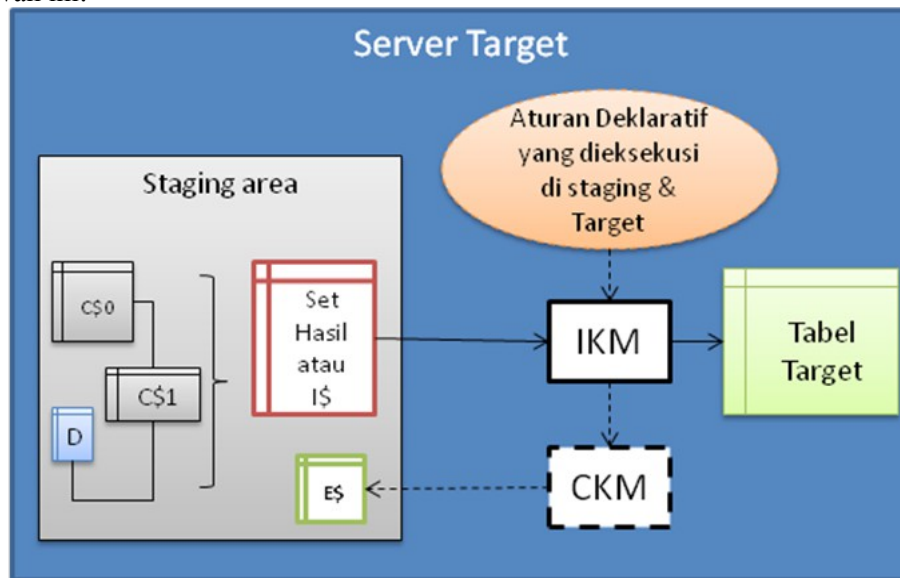 Server Target
Aturan Deklaratif
yang dieksekusi
di staging &
Target
Staging area
C$0
C$1
D
Set
Hasil
atau
I$
E$
IKM
CKM
Tabel
Target